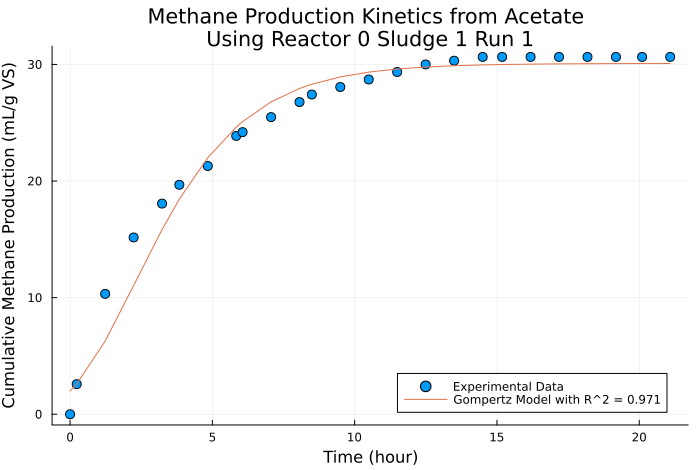 Methane Production Kinetics from Acetate
Using Reactor 0 Sludge 1 Run 1
Cumulative Methane Production (mL/g VS)
30
20
10
0
0 5 10 15 20
Time (hour)
Experimental Data
Gompertz Model with R^2 = 0.971